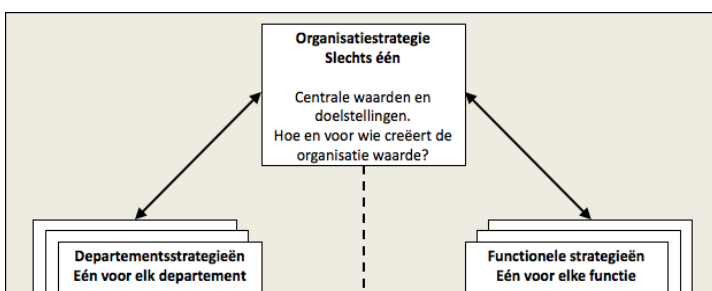 Organisatiestrategie
Slechts één
Centrale waarden en
doelstellingen.
Hoe en voor wie creëert de
organisatie waarde?
Departementsstrategieën
Eén voor elk departement
Functionele strategieën
Eén voor elke functie